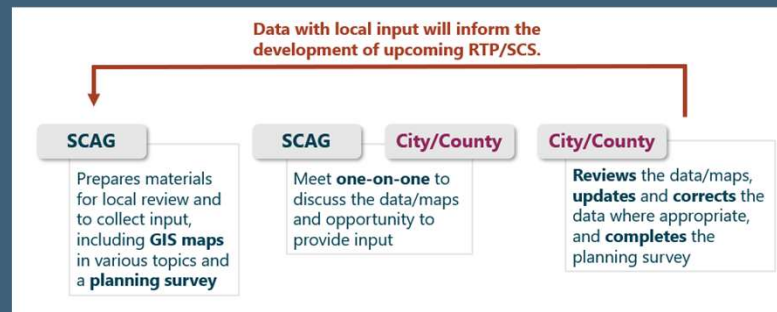 Data with local input will inform the
development of upcoming RTP/SCS.
SCAG
Prepares materials
for local review and
to collect input,
including GIS maps
in various topics and
a planning survey
SCAG
City/County
Meet one-on-one to
discuss the data/maps
and opportunity to
provide input
City/County
Reviews the data/maps,
updates and corrects the
data where appropriate,
and completes the
planning survey